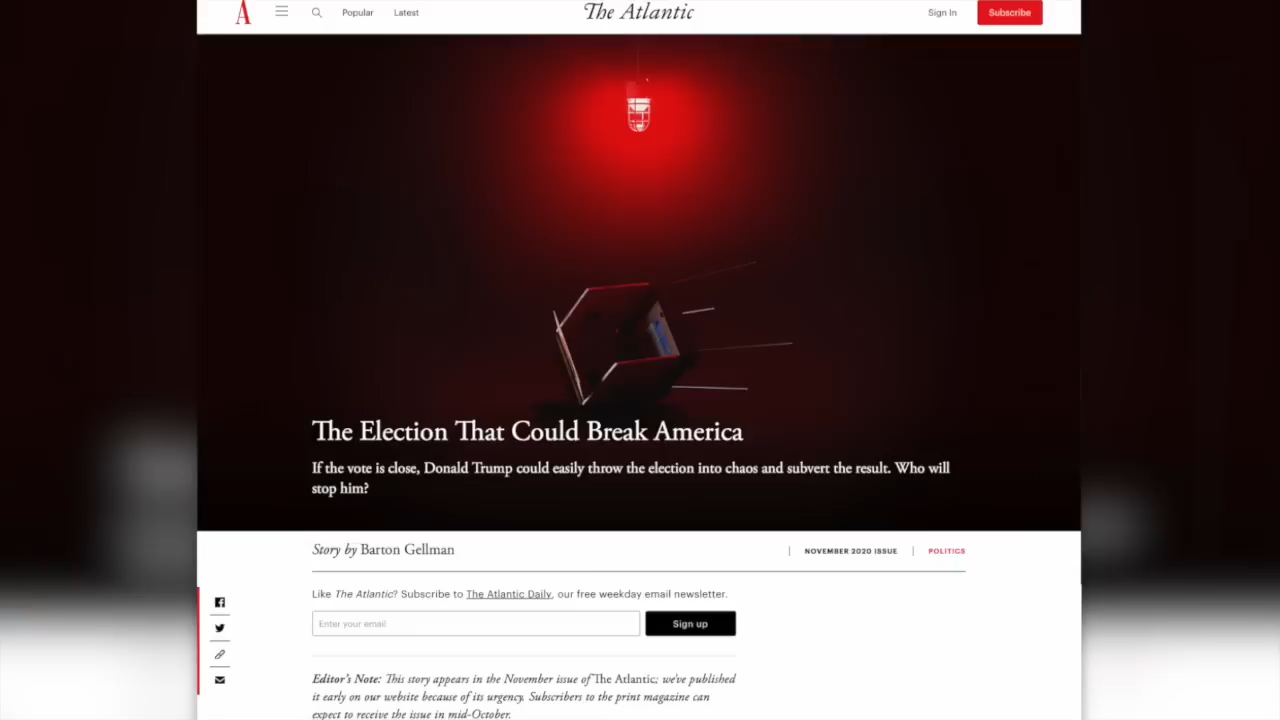 A
Popular
Latest
The Atlantic
Sign In
Subscribe
The Election That Could Break America
If the vote is close, Donald Trump could easily throw the election into chaos and subvert the result. Who will
stop him?
Story by Barton Gellman
NOVEMBER 2020 ISSUE
POLITICS
Like The Atlantic? Subscribe to The Atlantic Daily, our free weekday email newsletter.
Enter your email
Sign up
Editor's Note: This story appears in the November issue of The Atlantic; we've published
it early on our website because of its urgency. Subscribers to the print magazine can
expect to receive the issue in mid-October.